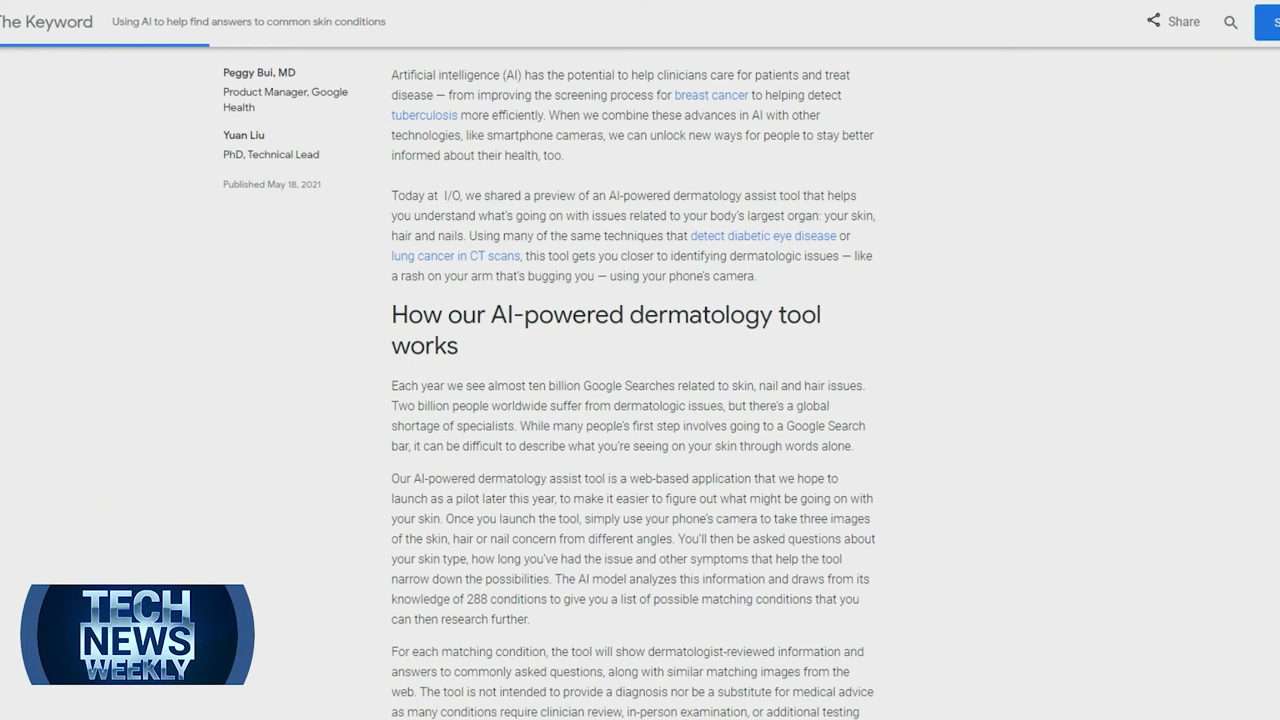 The Keyword
Using AI to help find answers to common skin conditions
Share
S
Peggy Bui, MD
Product Manager, Google
Health
Yuan Liu
PhD, Technical Lead
Published May 18, 2021
Artificial intelligence (AI) has the potential to help clinicians care for patients and treat
disease — from improving the screening process for breast cancer to helping detect
tuberculosis more efficiently. When we combine these advances in AI with other
technologies, like smartphone cameras, we can unlock new ways for people to stay better
informed about their health, too.
Today at I/O, we shared a preview of an AI-powered dermatology assist tool that helps
you understand what's going on with issues related to your body's largest organ: your skin,
hair and nails. Using many of the same techniques that detect diabetic eye disease or
lung cancer in CT scans, this tool gets you closer to identifying dermatologic issues — like
a rash on your arm that's bugging you — using your phone's camera.
How our AI-powered dermatology tool
works
Each year we see almost ten billion Google Searches related to skin, nail and hair issues.
Two billion people worldwide suffer from dermatologic issues, but there's a global
shortage of specialists. While many people's first step involves going to a Google Search
bar, it can be difficult to describe what you're seeing on your skin through words alone.
Our AI-powered dermatology assist tool is a web-based application that we hope to
launch as a pilot later this year, to make it easier to figure out what might be going on with
your skin. Once you launch the tool, simply use your phone's camera to take three images
of the skin, hair or nail concern from different angles. You'll then be asked questions about
your skin type, how long you've had the issue and other symptoms that help the tool
narrow down the possibilities. The AI model analyzes this information and draws from its
knowledge of 288 conditions to give you a list of possible matching conditions that you
can then research further.
For each matching condition, the tool will show dermatologist-reviewed information and
answers to commonly asked questions, along with similar matching images from the
web. The tool is not intended to provide a diagnosis nor be a substitute for medical advice
as many conditions require clinician review, in-person examination, or additional testing
TECH
NEWS
WEEKLY